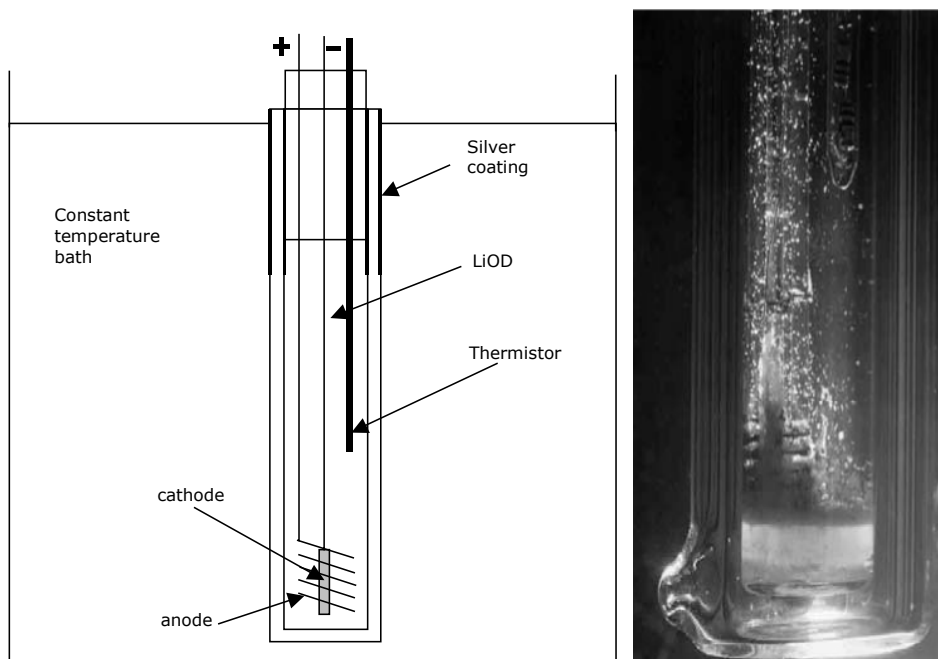 + −
Silver
coating
Constant
temperature
bath
LiOD
Thermistor
cathode
anode